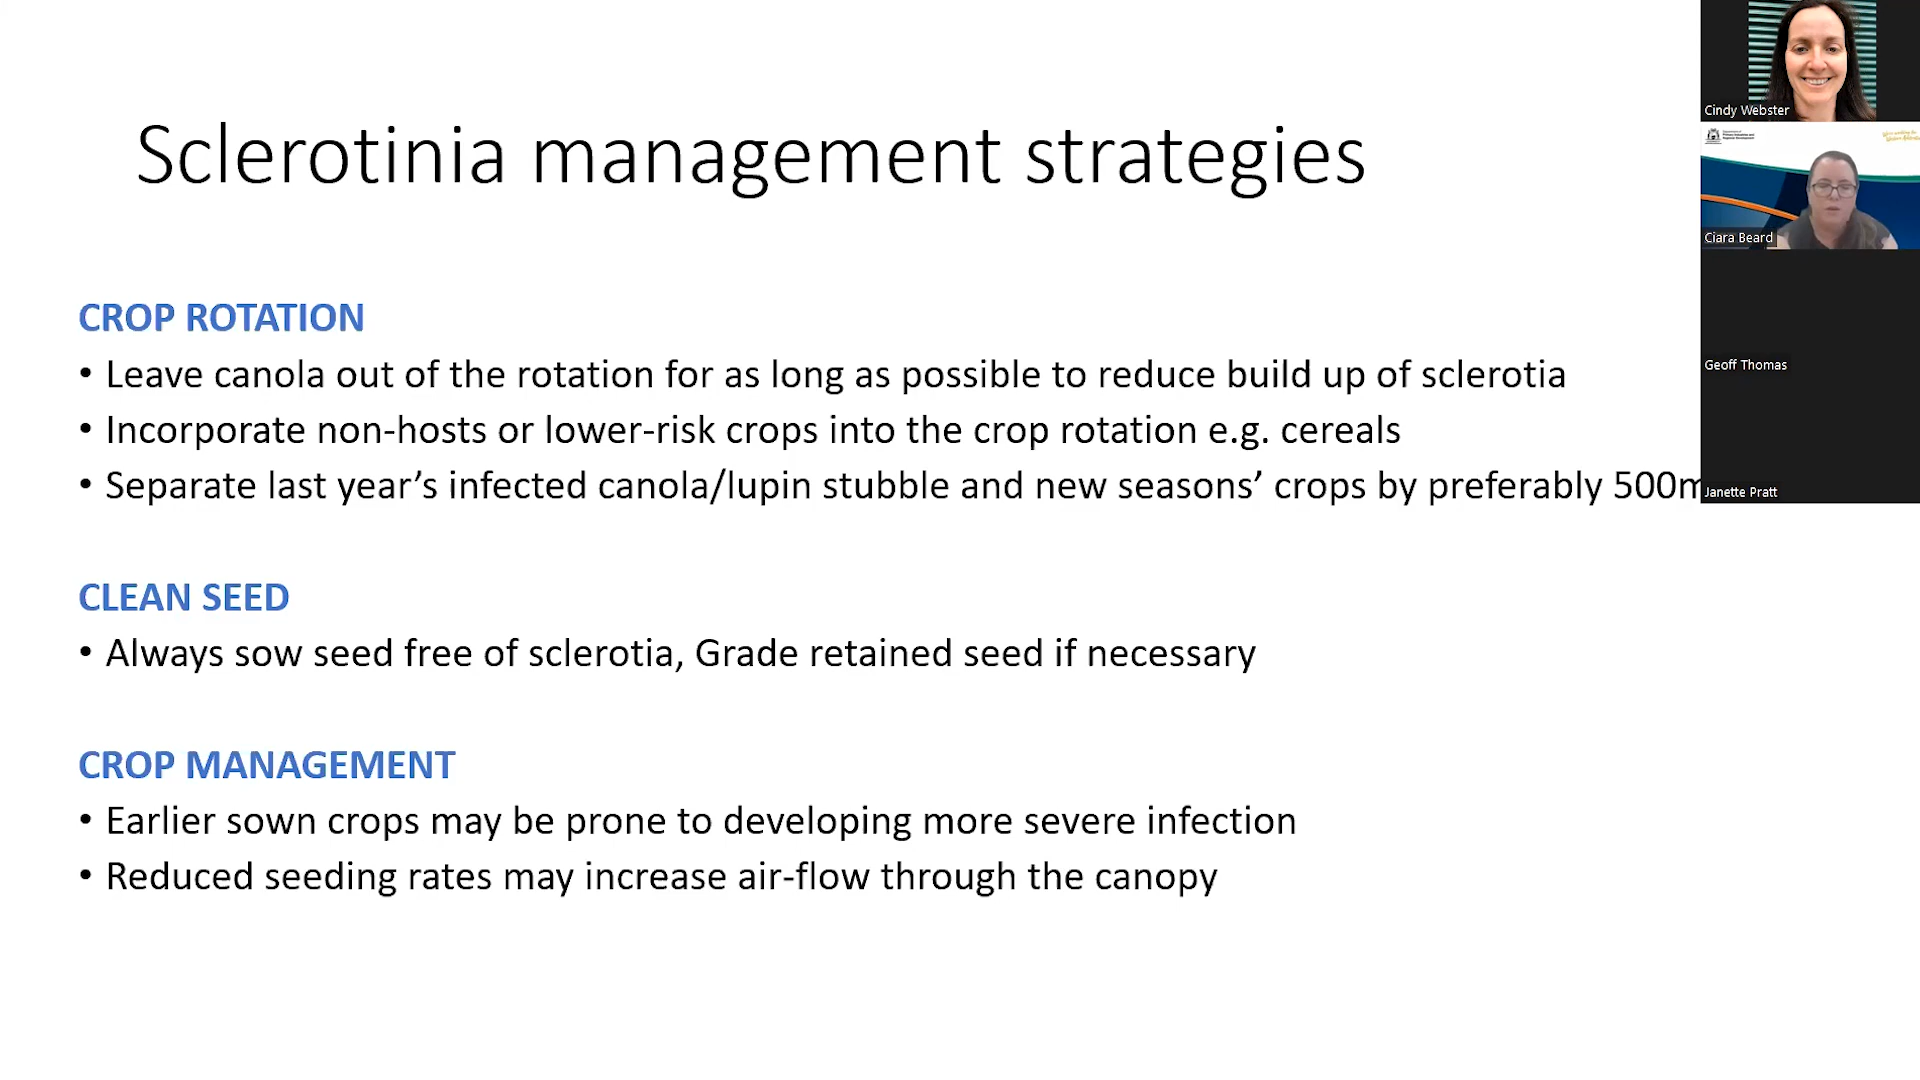 Sclerotinia management strategies
CROP ROTATION
• Leave canola out of the rotation for as long as possible to reduce build up of sclerotia
• Incorporate non-hosts or lower-risk crops into the crop rotation e.g. cereals
• Separate last year’s infected canola/lupin stubble and new seasons’ crops by preferably 500m
CLEAN SEED
• Always sow seed free of sclerotia, Grade retained seed if necessary
CROP MANAGEMENT
• Earlier sown crops may be prone to developing more severe infection
• Reduced seeding rates may increase air-flow through the canopy
Cindy Webster
Ciara Beard
Geoff Thomas
Janette Pratt